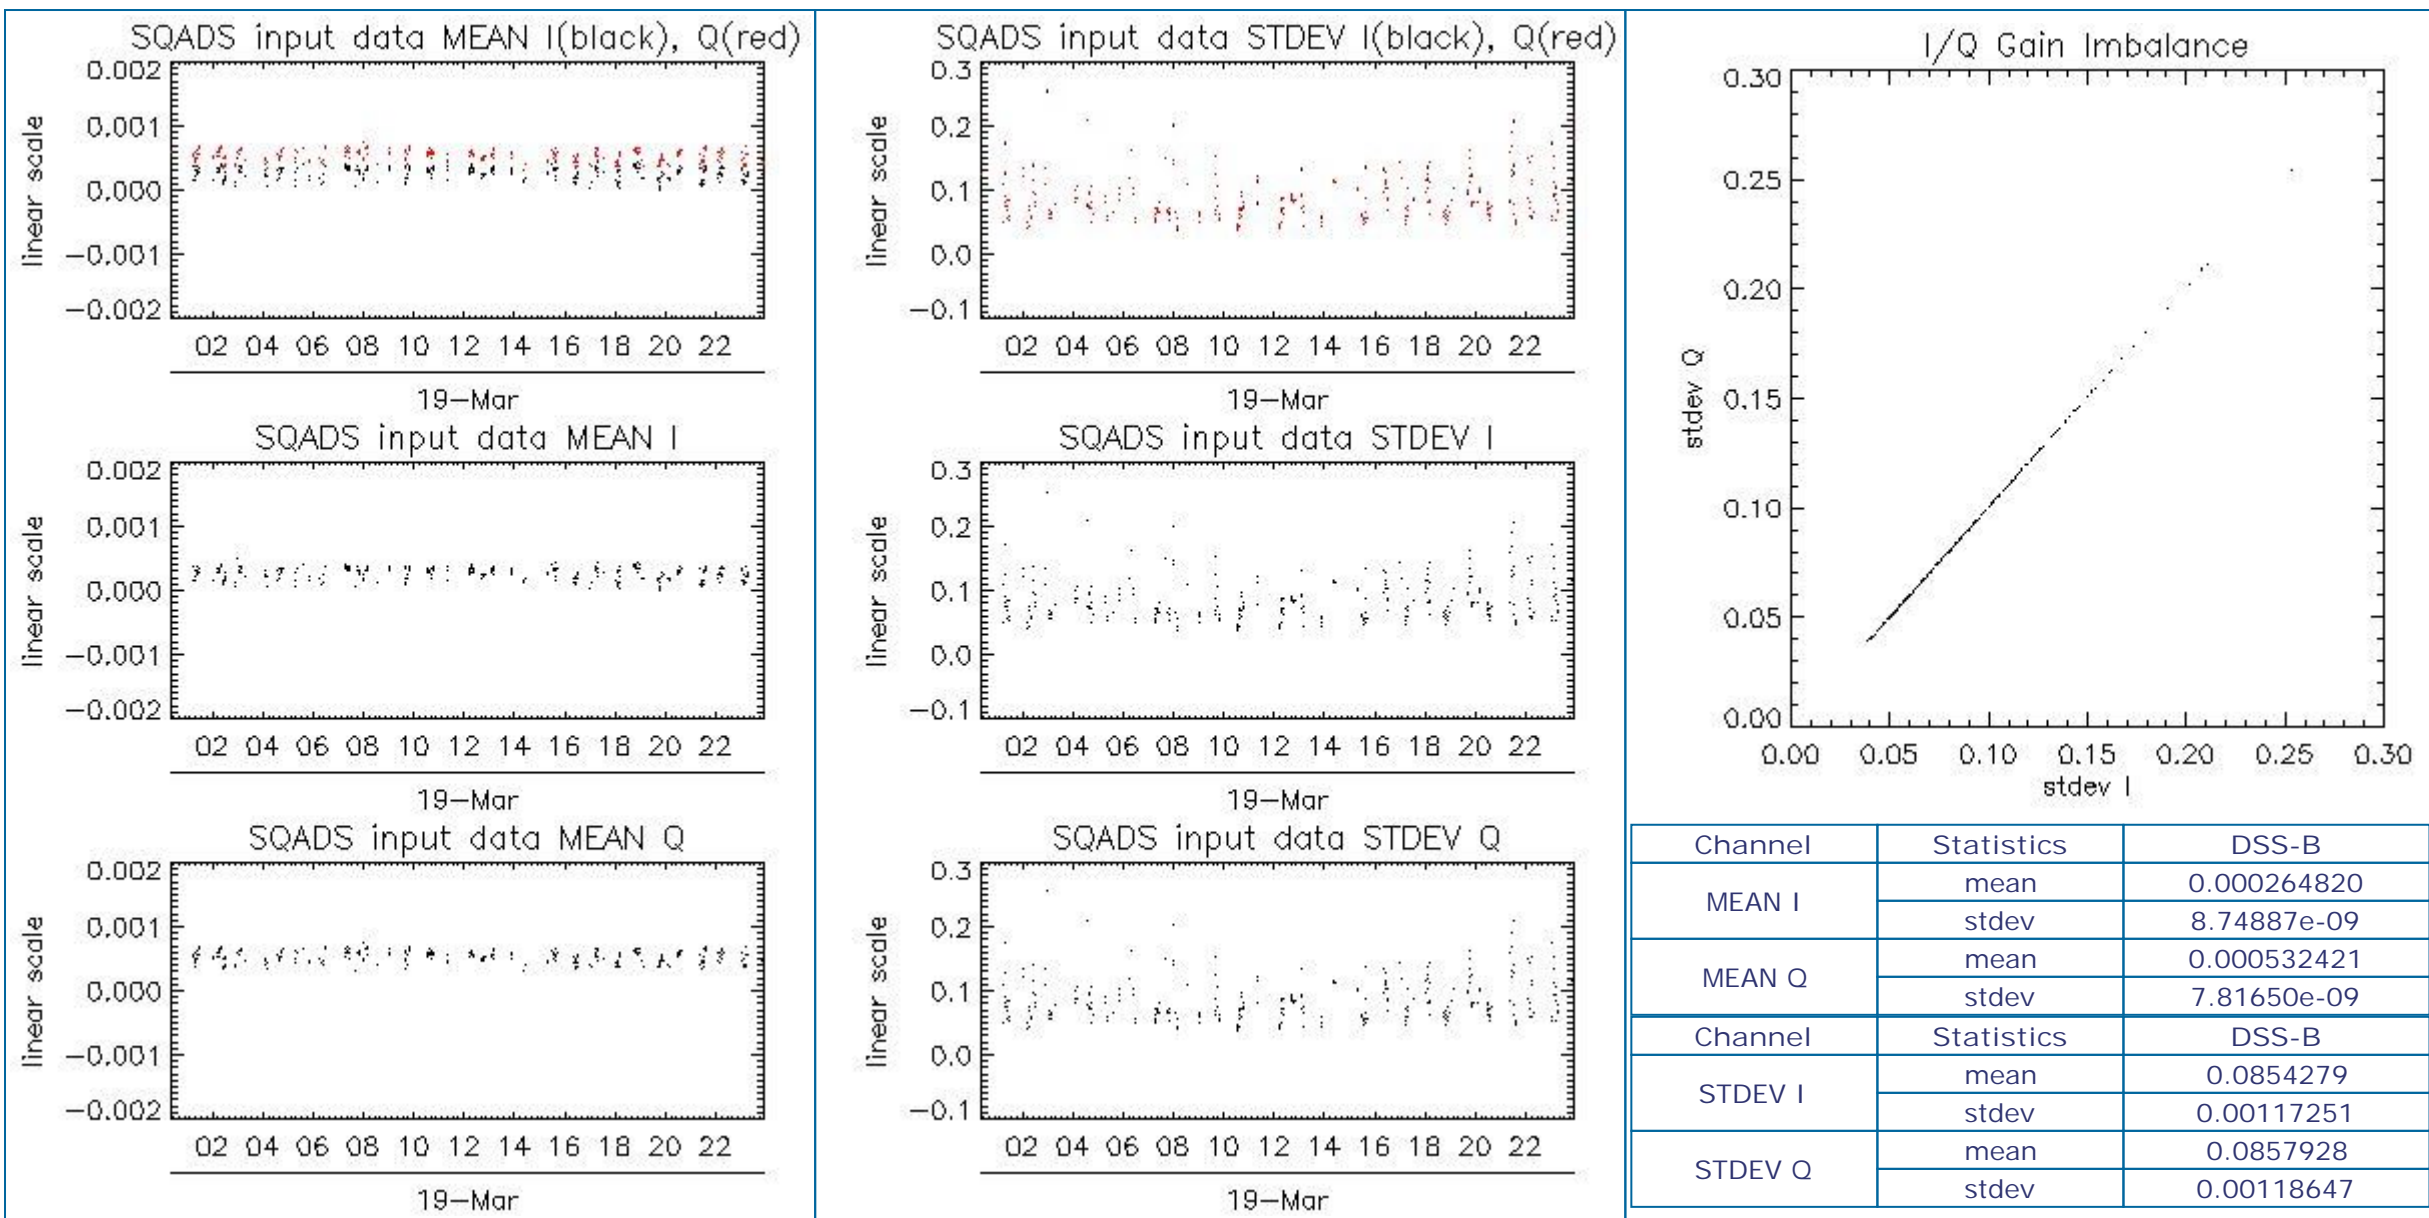 SQADS input data MEAN I(black), Q(red)
0.002
0.001
0.000
-0.001
-0.002
linear scale
02 04 06 08 10 12 14 16 18 20 22
19-Mar
SQADS input data MEAN I
0.002
0.001
0.000
-0.001
-0.002
linear scale
02 04 06 08 10 12 14 16 18 20 22
19-Mar
SQADS input data MEAN Q
0.002
0.001
0.000
-0.001
-0.002
linear scale
02 04 06 08 10 12 14 16 18 20 22
19-Mar
SQADS input data STDEV I(black), Q(red)
0.3
0.2
0.1
0.0
-0.1
linear scale
02 04 06 08 10 12 14 16 18 20 22
19-Mar
SQADS input data STDEV I
0.3
0.2
0.1
0.0
-0.1
linear scale
02 04 06 08 10 12 14 16 18 20 22
19-Mar
SQADS input data STDEV Q
0.3
0.2
0.1
0.0
-0.1
linear scale
02 04 06 08 10 12 14 16 18 20 22
19-Mar
I/Q Gain Imbalance
0.30
0.25
0.20
0.15
0.10
0.05
0.00
stdev Q
0.00 0.05 0.10 0.15 0.20 0.25 0.30
stdev I
Channel Statistics DSS-B
MEAN I mean 0.000264820
stdev 8.74887e-09
MEAN Q mean 0.000532421
stdev 7.81650e-09
Channel Statistics DSS-B
STDEV I mean 0.0854279
stdev 0.00117251
STDEV Q mean 0.0857928
stdev 0.00118647